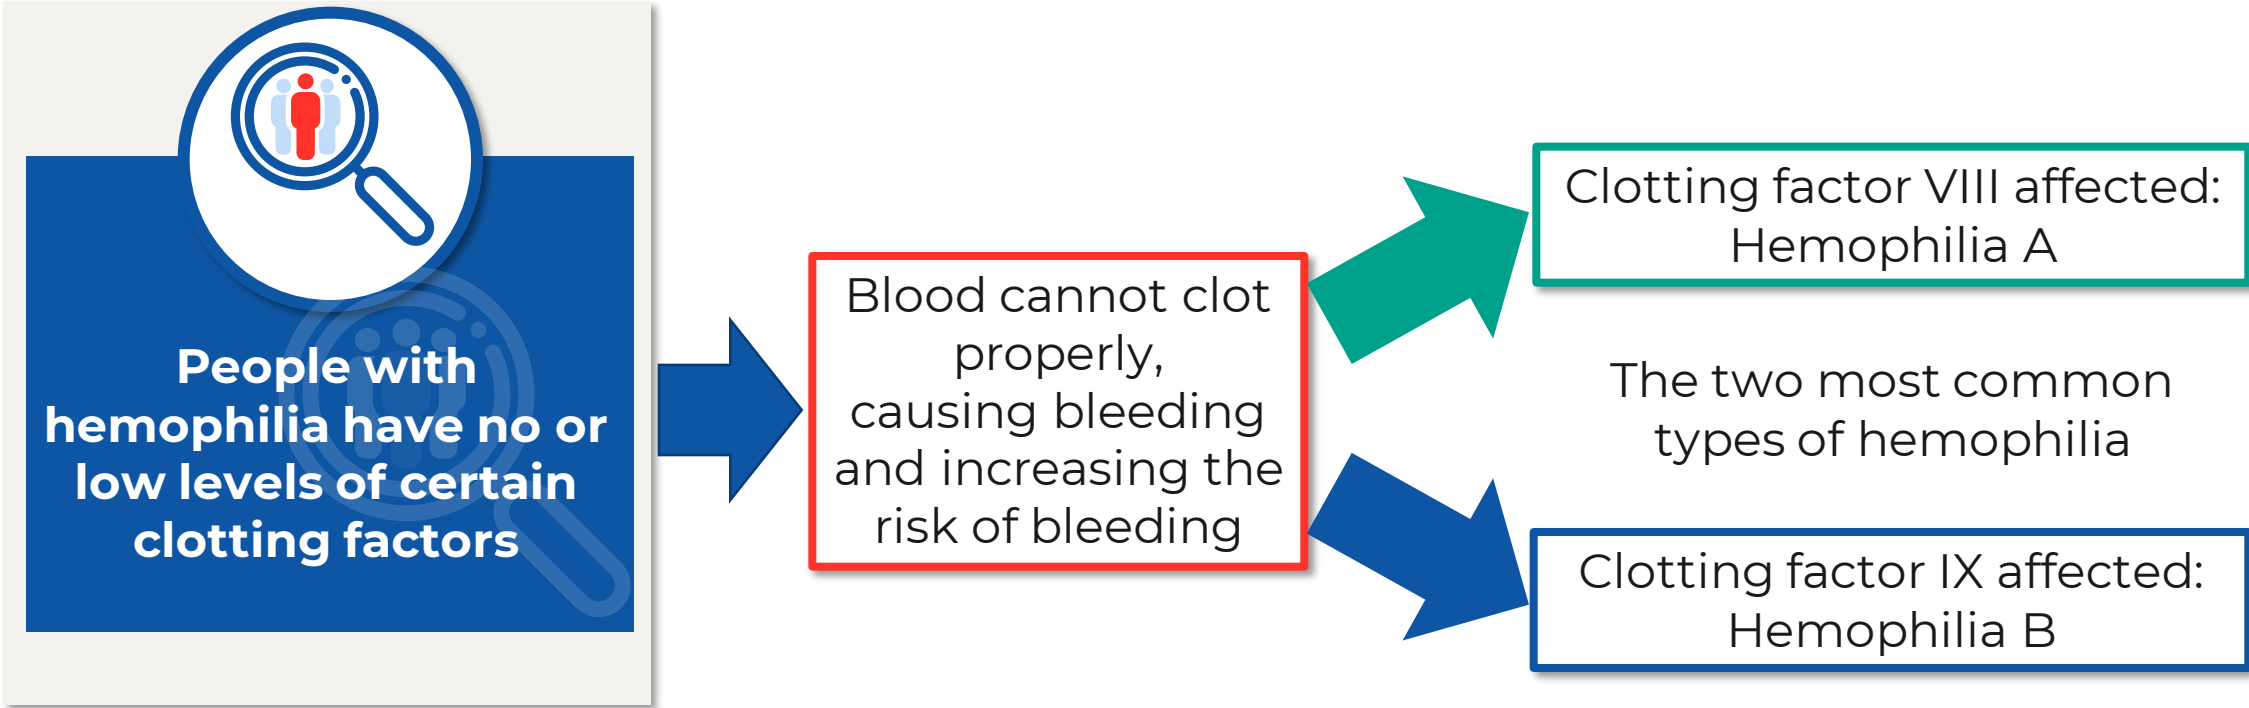 People with
hemophilia have no or
low levels of certain
clotting factors
Blood cannot clot
properly,
causing bleeding
and increasing the
risk of bleeding
Clotting factor VIII affected:
Hemophilia A
The two most common
types of hemophilia
Clotting factor IX affected:
Hemophilia B